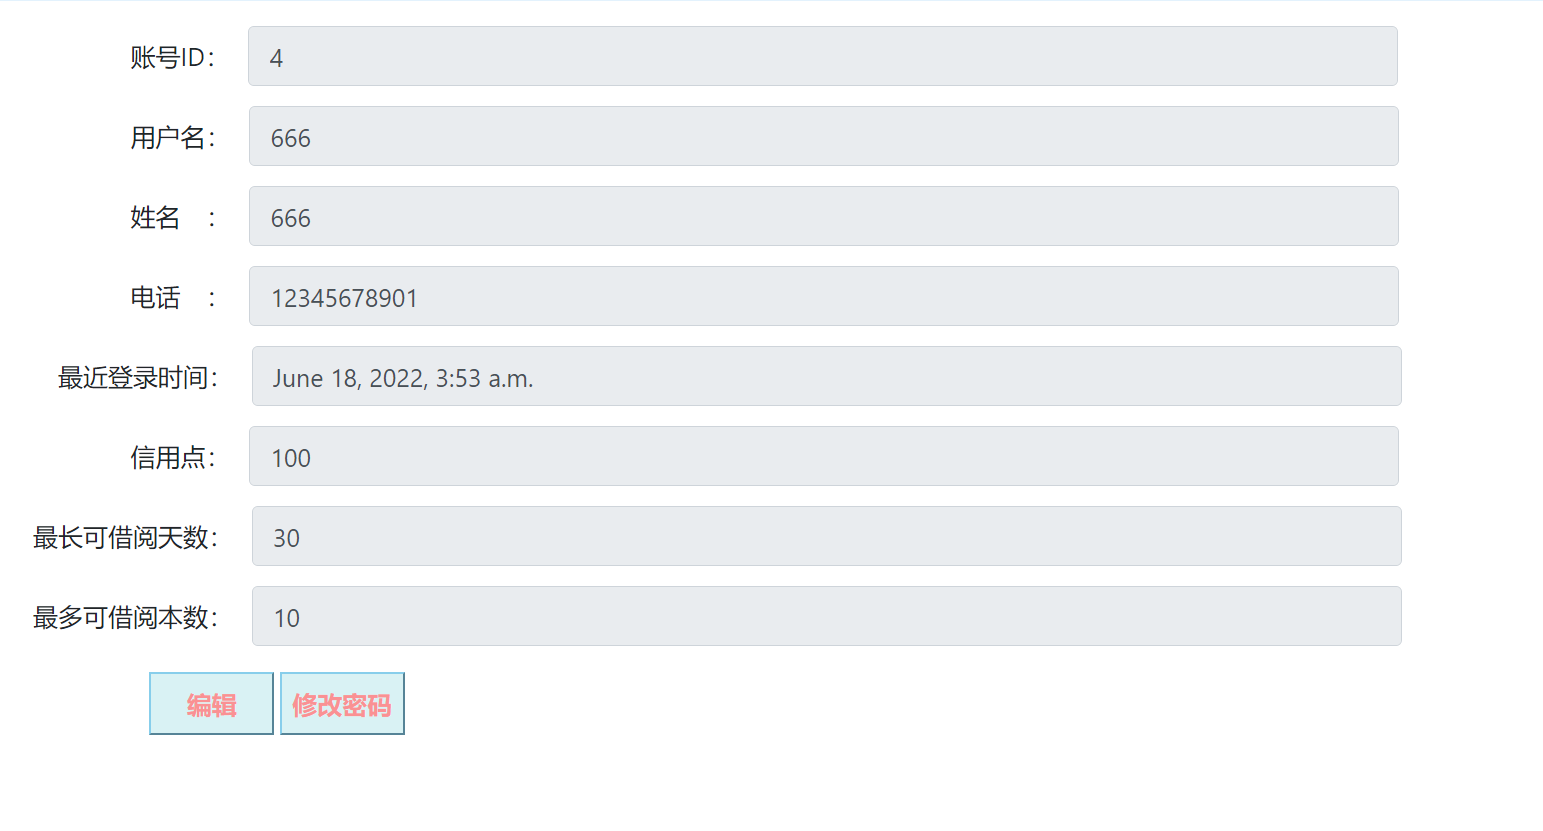 账号ID： 4
用户名： 666
姓名 ： 666
电话 ： 12345678901
最近登录时间： June 18, 2022, 3:53 a.m.
信用点： 100
最长可借阅天数： 30
最多可借阅本数： 10
编辑 修改密码